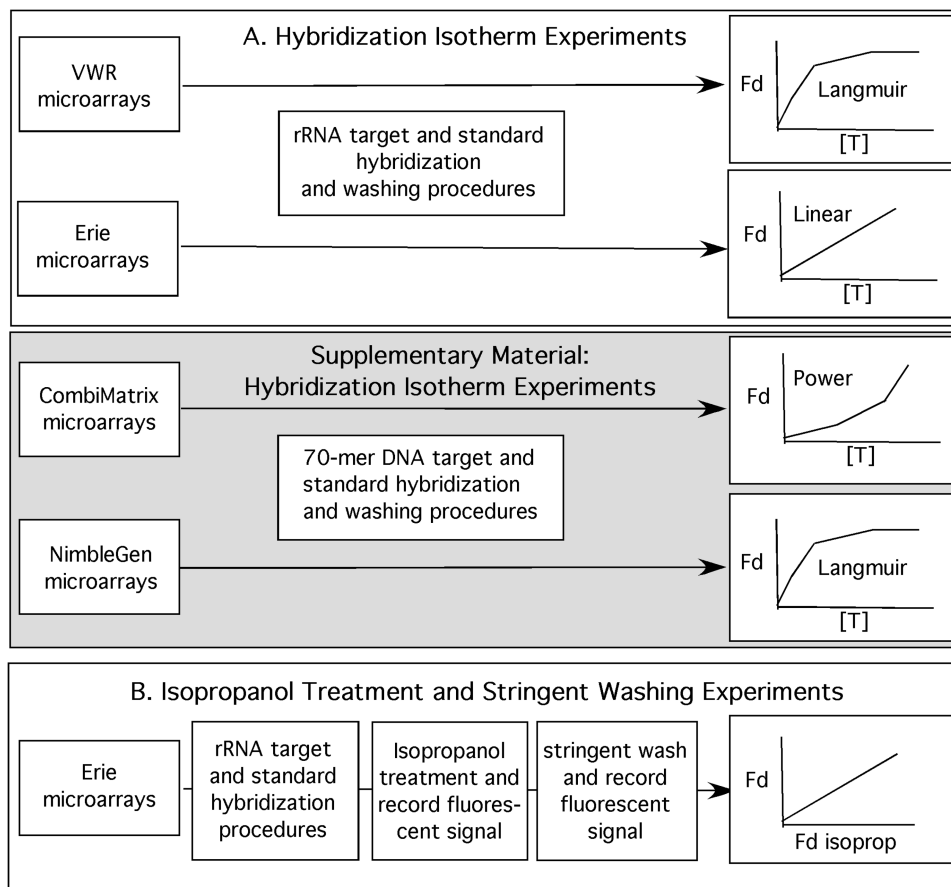 A. Hybridization Isotherm Experiments
VWR
microarrays
rRNA target and standard
hybridization
and washing procedures
Fd
Langmuir
[T]
Erie
microarrays
Fd
Linear
[T]
Supplementary Material:
Hybridization Isotherm Experiments
CombiMatrix
microarrays
70-mer DNA target and
standard hybridization
and washing procedures
Fd
Power
[T]
NimbleGen
microarrays
Fd
Langmuir
[T]
B. Isopropanol Treatment and Stringent Washing Experiments
Erie
microarrays
rRNA target
and standard
hybridization
procedures
Isopropanol
treatment and
record fluores-
cent signal
stringent wash
and record
fluorescent
signal
Fd
Fd isoprop